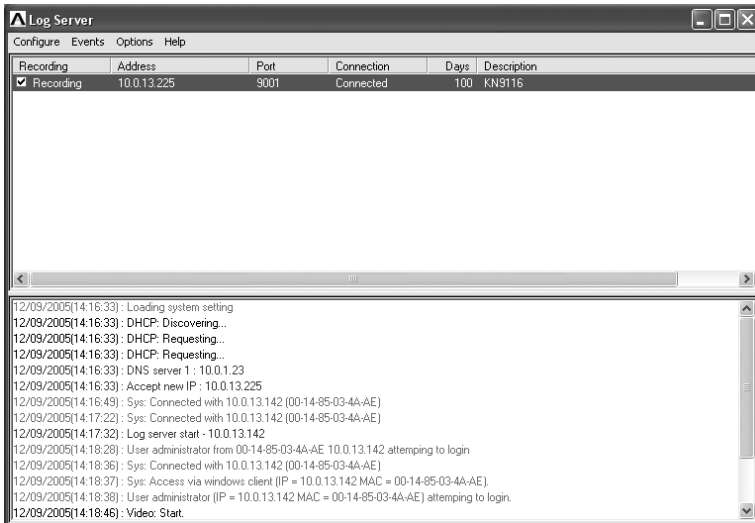 Log Server
Configure Events Options Help
Recording Address Port Connection Days Description
Recording 10.0.13.225 9001 Connected 100 KN9116
12/09/2005(14:16:33) : Loading system setting
12/09/2005(14:16:33) : DHCP: Discovering...
12/09/2005(14:16:33) : DHCP: Requesting...
12/09/2005(14:16:33) : DHCP: Requesting...
12/09/2005(14:16:33) : DNS server 1 : 10.0.1.23
12/09/2005(14:16:33) : Accept new IP : 10.0.13.225
12/09/2005(14:16:49) : Sys: Connected with 10.0.13.142 (00-14-85-03-4A-AE)
12/09/2005(14:17:22) : Sys: Connected with 10.0.13.142 (00-14-85-03-4A-AE)
12/09/2005(14:17:32) : Log server start - 10.0.13.142
12/09/2005(14:18:28) : User administrator from 00-14-85-03-4A-AE 10.0.13.142 attemping to login
12/09/2005(14:18:36) : Sys: Connected with 10.0.13.142 (00-14-85-03-4A-AE)
12/09/2005(14:18:37) : Sys: Access via windows client (IP = 10.0.13.142 MAC = 00-14-85-03-4A-AE).
12/09/2005(14:18:38) : User administrator (IP = 10.0.13.142 MAC = 00-14-85-03-4A-AE) attemping to login.
12/09/2005(14:18:46) : Video: Start.